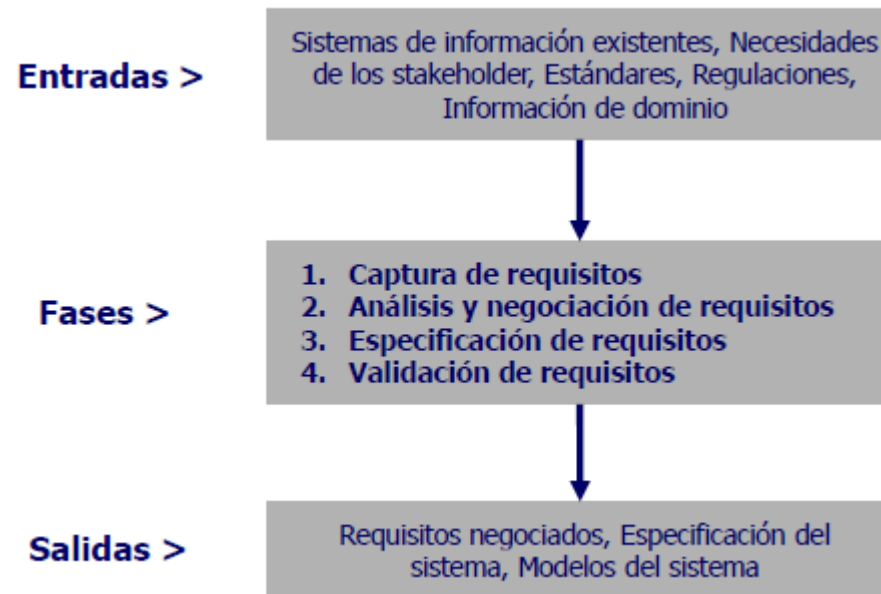 Entradas >
Sistemas de información existentes, Necesidades
de los stakeholder, Estándares, Regulaciones,
Información de dominio
Fases >
1. Captura de requisitos
2. Análisis y negociación de requisitos
3. Especificación de requisitos
4. Validación de requisitos
Salidas >
Requisitos negociados, Especificación del
sistema, Modelos del sistema